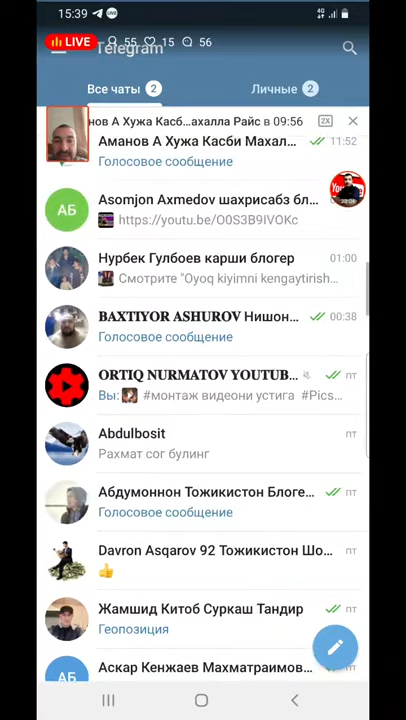 15:39
LIVE 55 15 56
Telegram
Все чаты 2 Личные 2
нов А Хужа Касб...ахалла Райс в 09:56 2X
Аманов А Хужа Касби Махал... 11:52
Голосовое сообщение
АБ
Asomjon Axmedov шахрисабз бл...
https://youtu.be/O0S3B9IVOKc
Нурбек Гулбоев карши блогер 01:00
Смотрите "Oyoq kiyimni kengaytirish...
BAXTIYOR ASHUROV Нишон... 00:38
Голосовое сообщение
ORTIQ NURMATOV YOUTUB... пт
Вы: #монтаж видеони устига #Pics...
Abdulbosit пт
Рахмат сог булинг
Абдумоннон Тожикистон Блоге... пт
Голосовое сообщение
Davron Asqarov 92 Тожикистон Шо... пт
Жамшид Китоб Суркаш Тандир пт
Геопозиция
АБ
Аскар Кенжаев Махматраимов... пт